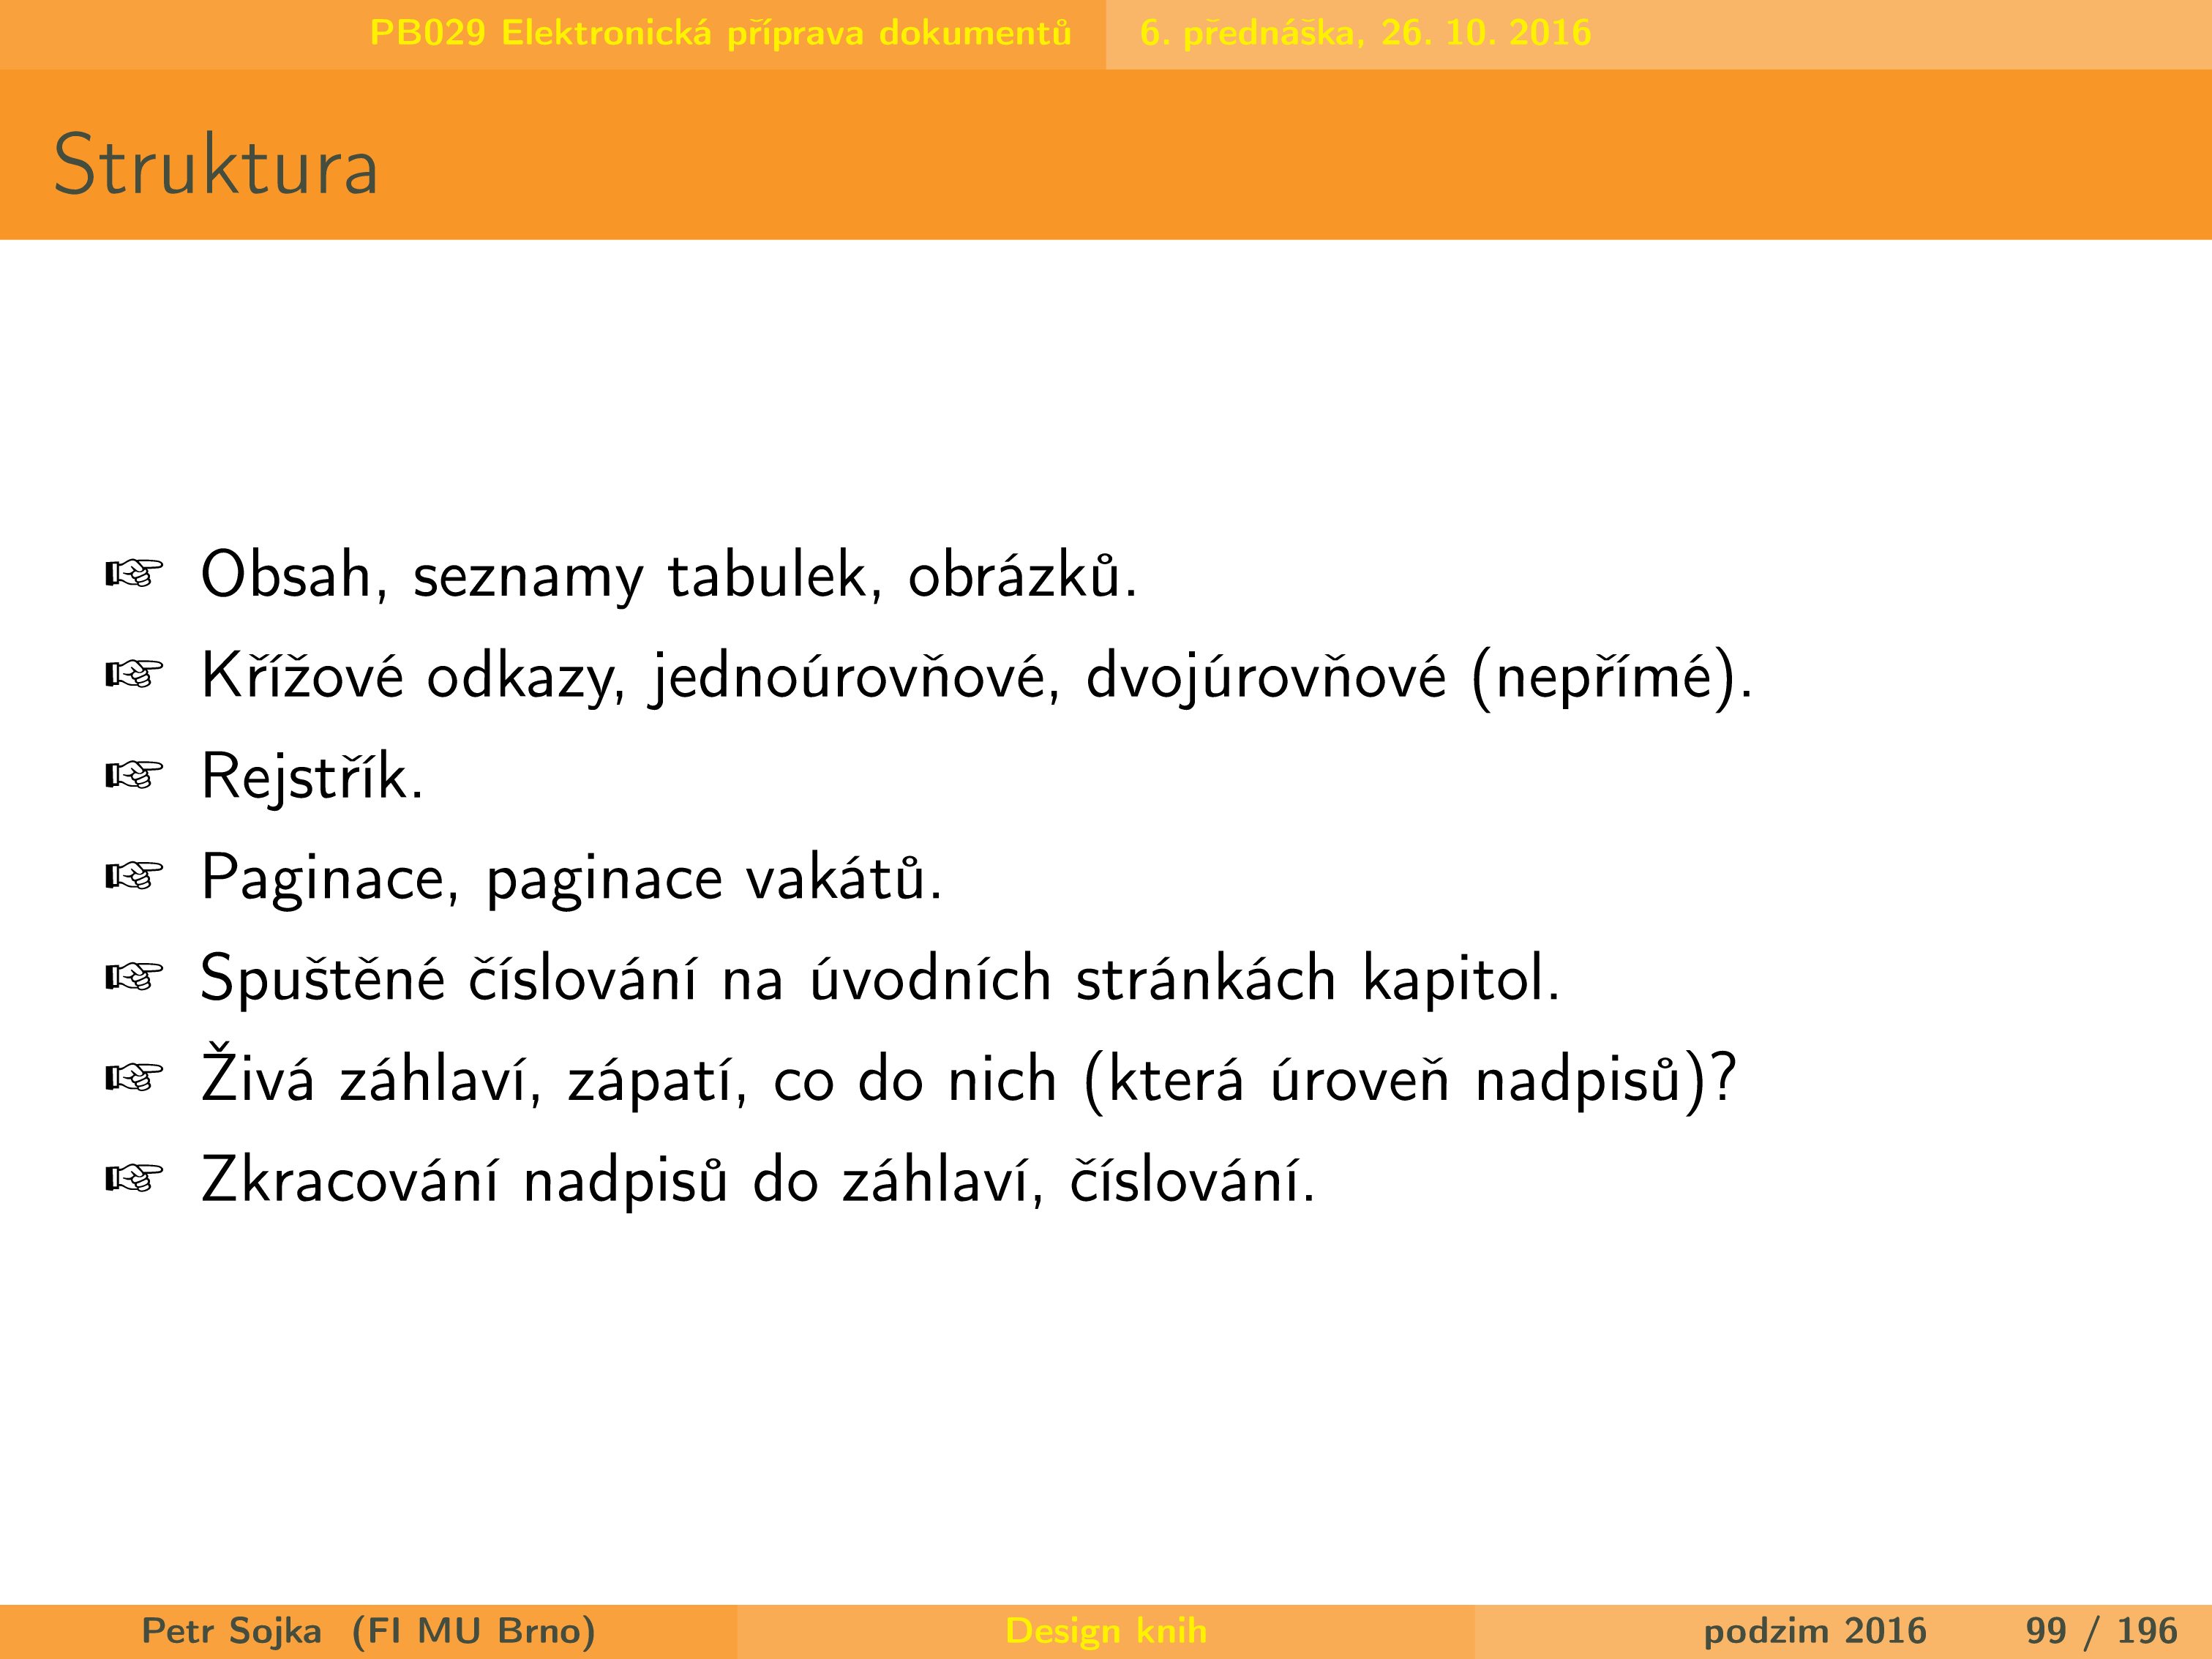 PB029 Elektronická příprava dokumentů 6. přednáška, 26. 10. 2016
Struktura
☞ Obsah, seznamy tabulek, obrázků.
☞ Křížové odkazy, jednoúrovňové, dvojúrovňové (nepřímé).
☞ Rejstřík.
☞ Paginace, paginace vakátů.
☞ Spuštěné číslování na úvodních stránkách kapitol.
☞ Živá záhlaví, zápatí, co do nich (která úroveň nadpisů)?
☞ Zkracování nadpisů do záhlaví, číslování.
Petr Sojka (FI MU Brno) Design knih podzim 2016 99 / 196